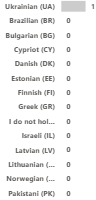 Ukrainian (UA) 1
Brazilian (BR) 0
Bulgarian (BG) 0
Cypriot (CY) 0
Danish (DK) 0
Estonian (EE) 0
Finnish (FI) 0
Greek (GR) 0
I do not hol... 0
Israeli (IL) 0
Latvian (LV) 0
Lithuanian (... 0
Norwegian (... 0
Pakistani (PK) 0